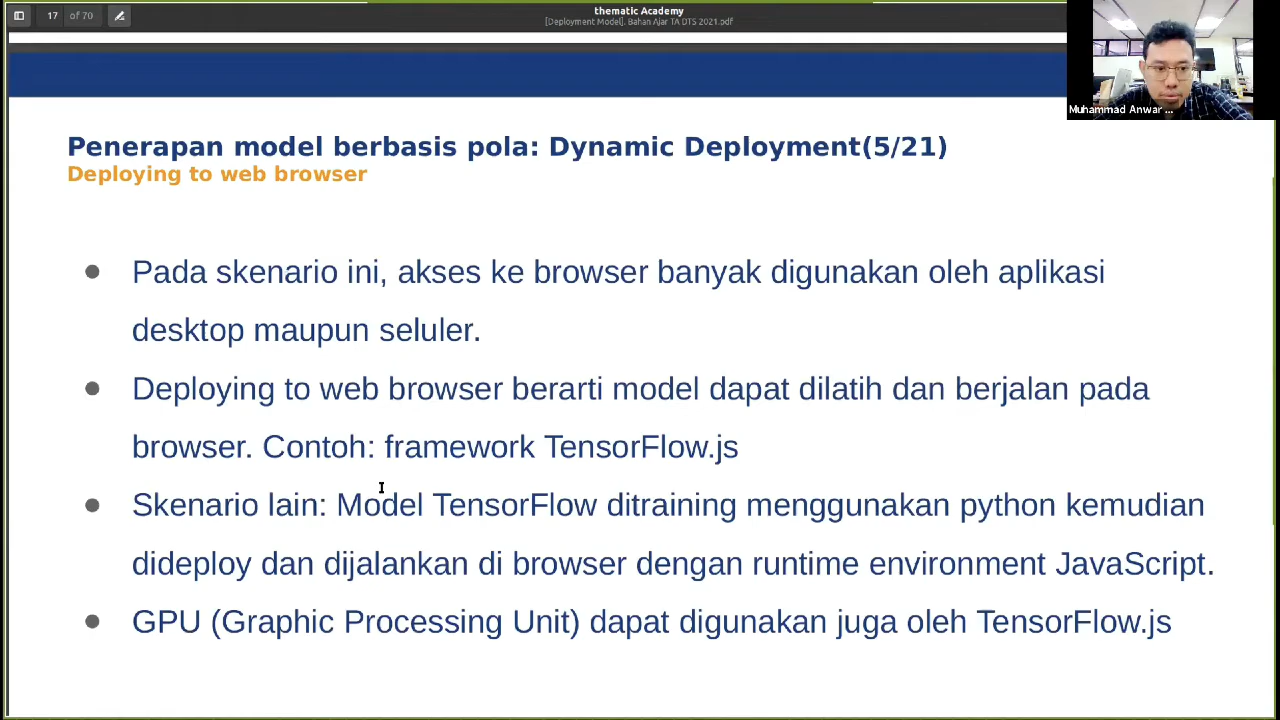 thematic Academy
17 of 70
[Deployment Model]. Bahan Ajar TA DTS 2021.pdf
Muhammad Anwar ...
Penerapan model berbasis pola: Dynamic Deployment(5/21)
Deploying to web browser
● Pada skenario ini, akses ke browser banyak digunakan oleh aplikasi
desktop maupun seluler.
● Deploying to web browser berarti model dapat dilatih dan berjalan pada
browser. Contoh: framework TensorFlow.js
● Skenario lain: Model TensorFlow ditraining menggunakan python kemudian
dideploy dan dijalankan di browser dengan runtime environment JavaScript.
● GPU (Graphic Processing Unit) dapat digunakan juga oleh TensorFlow.js